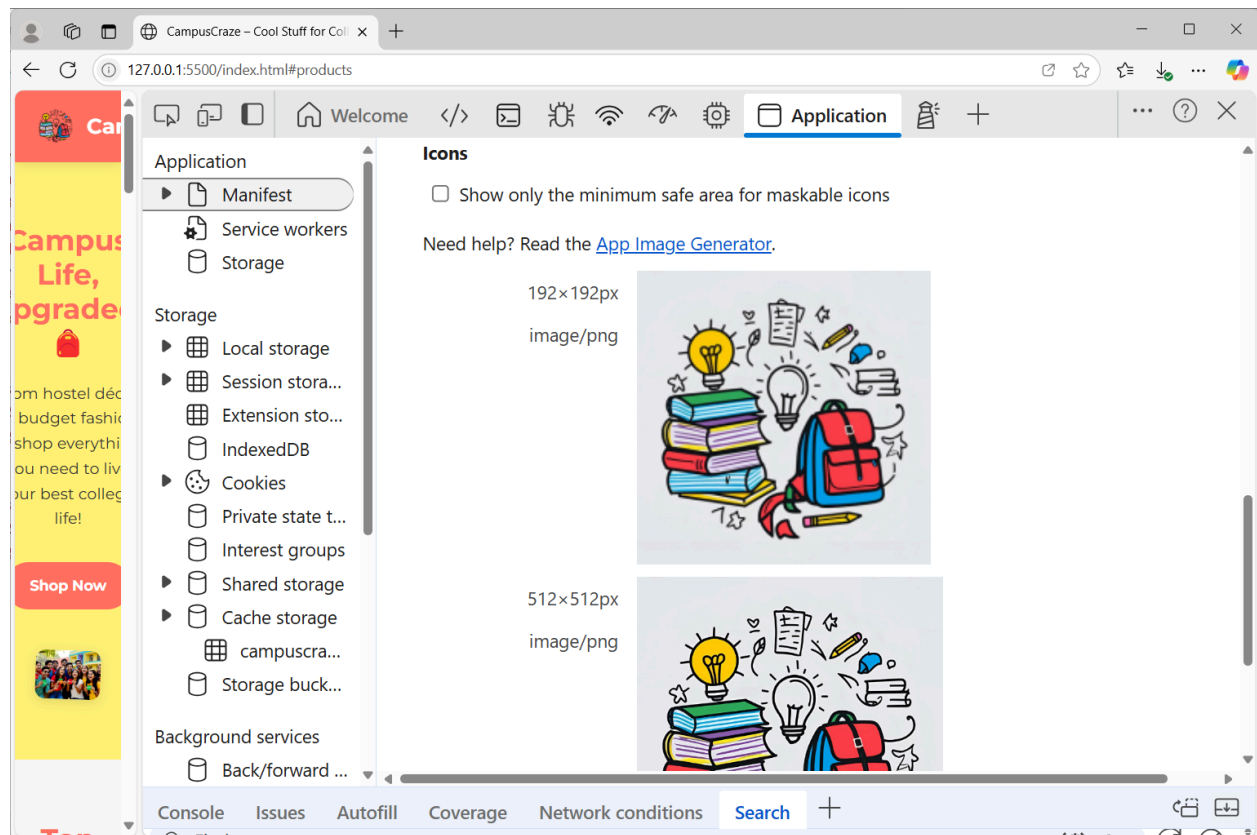 CampusCraze – Cool Stuff for Coll
127.0.0.1:5500/index.html#products
Car
Campus
Life,
pgraded
om hostel déc
budget fashio
shop everythi
ou need to liv
our best colleg
life!
Shop Now
Top
Welcome
Application
Application
Manifest
Service workers
Storage
Storage
Local storage
Session stora...
Extension sto...
IndexedDB
Cookies
Private state t...
Interest groups
Shared storage
Cache storage
campuscra...
Storage buck...
Background services
Back/forward ...
Icons
Show only the minimum safe area for maskable icons
Need help? Read the App Image Generator.
192×192px
image/png
512×512px
image/png
Console Issues Autofill Coverage Network conditions Search